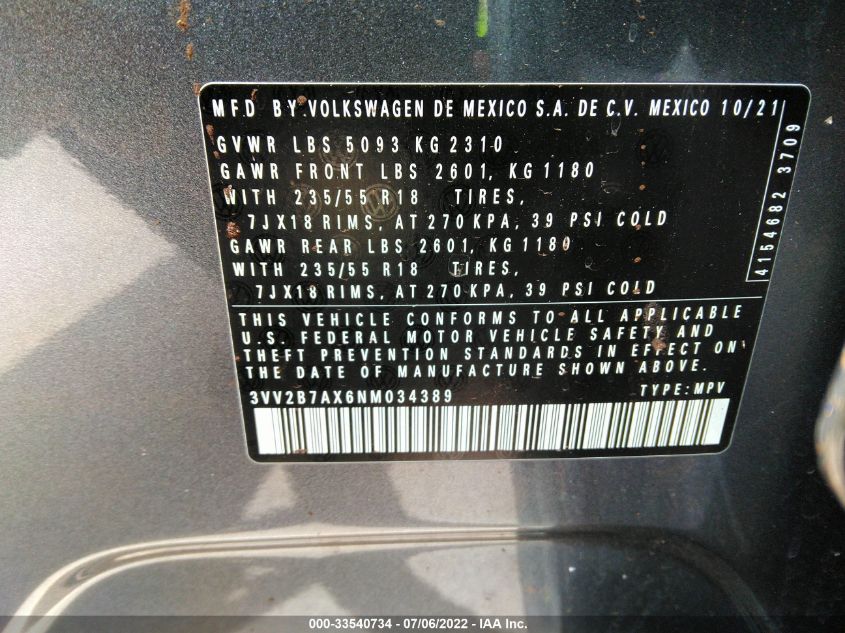 MFD BY.VOLKSWAGEN DE MEXICO S.A. DE C.V. MEXICO 10/21
GVWR LBS 5093 KG 2310
GAWR FRONT LBS 2601, KG 1180
WITH 235/55 R18 TIRES,
7JX18 RIMS, AT 270 KPA, 39 PSI COLD
GAWR REAR LBS 2601, KG 1180
WITH 235/55 R18 TIRES,
7JX18 RIMS, AT 270 KPA, 39 PSI COLD
4154682 3709
THIS VEHICLE CONFORMS TO ALL APPLICABLE
U.S. FEDERAL MOTOR VEHICLE SAFETY AND
THEFT PREVENTION STANDARDS IN EFFECT ON
THE DATE OF MANUFACTURE SHOWN ABOVE.
3VV2B7AX6NM034389 TYPE: MPV
000-33540734 - 07/06/2022 - IAA Inc.